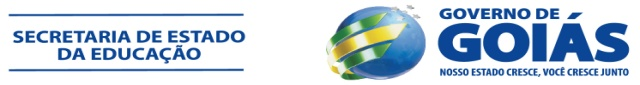 SECRETARIA DE ESTADO
DA EDUCAÇÃO
GOVERNO DE
GOIÁS
NOSSO ESTADO CRESCE, VOCÊ CRESCE JUNTO